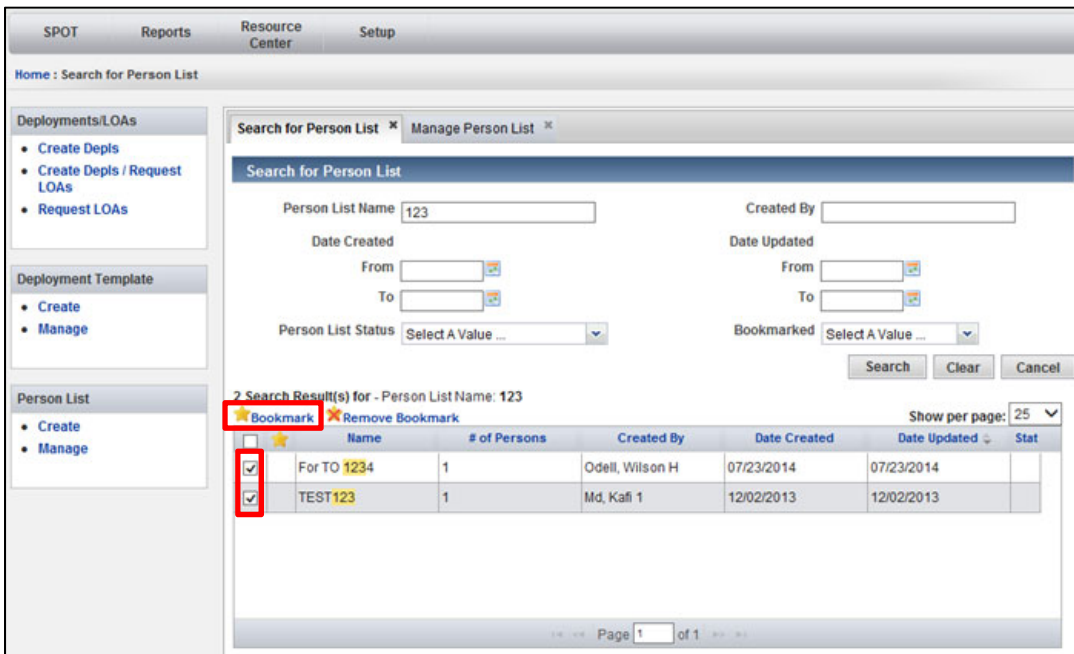 SPOT Reports Resource Center Setup
Home : Search for Person List
Deployments/LOAs
• Create Depls
• Create Depls / Request
LOAs
• Request LOAs
Deployment Template
• Create
• Manage
Person List
• Create
• Manage
Search for Person List × Manage Person List ×
Search for Person List
Person List Name 123 Created By
Date Created Date Updated
From From
To To
Person List Status Select A Value ... Bookmarked Select A Value ...
Search Clear Cancel
2 Search Result(s) for - Person List Name: 123
Bookmark Remove Bookmark Show per page: 25
Name # of Persons Created By Date Created Date Updated Stat
For TO 1234 1 Odell, Wilson H 07/23/2014 07/23/2014
TEST123 1 Md, Kafi 1 12/02/2013 12/02/2013
Page 1 of 1